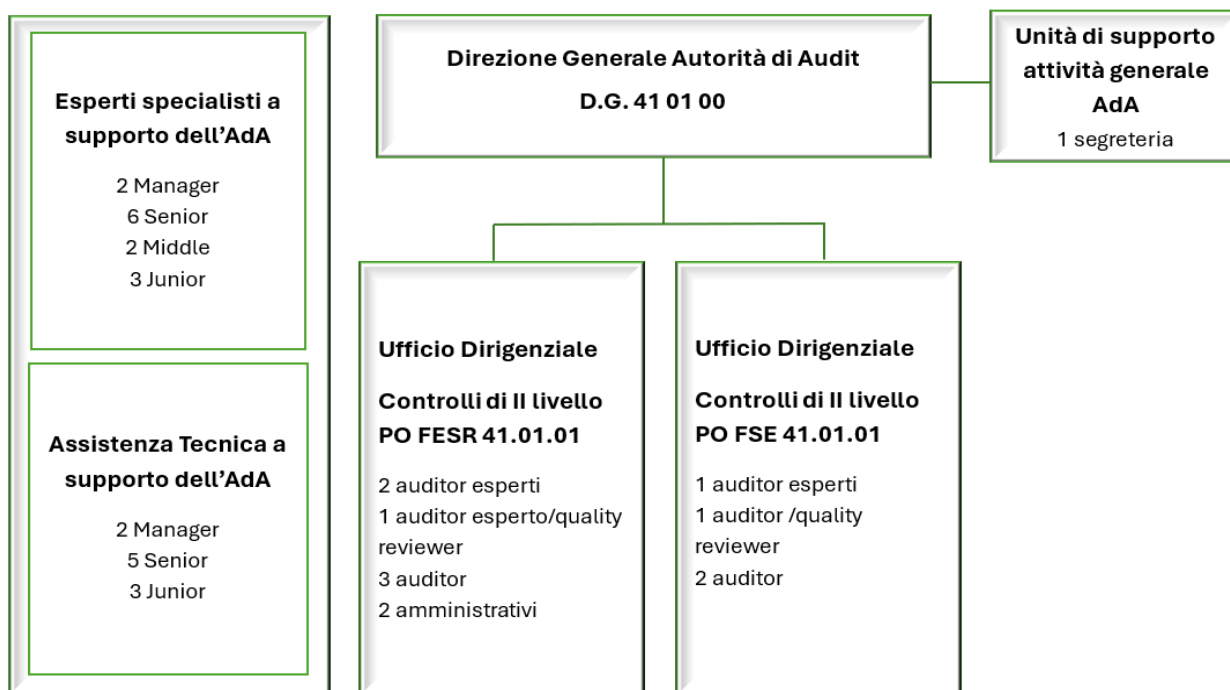 Esperti specialisti a
supporto dell'AdA
2 Manager
6 Senior
2 Middle
3 Junior
Assistenza Tecnica a
supporto dell'AdA
2 Manager
5 Senior
3 Junior
Direzione Generale Autorità di Audit
D.G. 41 01 00
Unità di supporto
attività generale
AdA
1 segreteria
Ufficio Dirigenziale
Controlli di II livello
PO FESR 41.01.01
2 auditor esperti
1 auditor esperto/quality
reviewer
3 auditor
2 amministrativi
Ufficio Dirigenziale
Controlli di II livello
PO FSE 41.01.01
1 auditor esperti
1 auditor /quality
reviewer
2 auditor